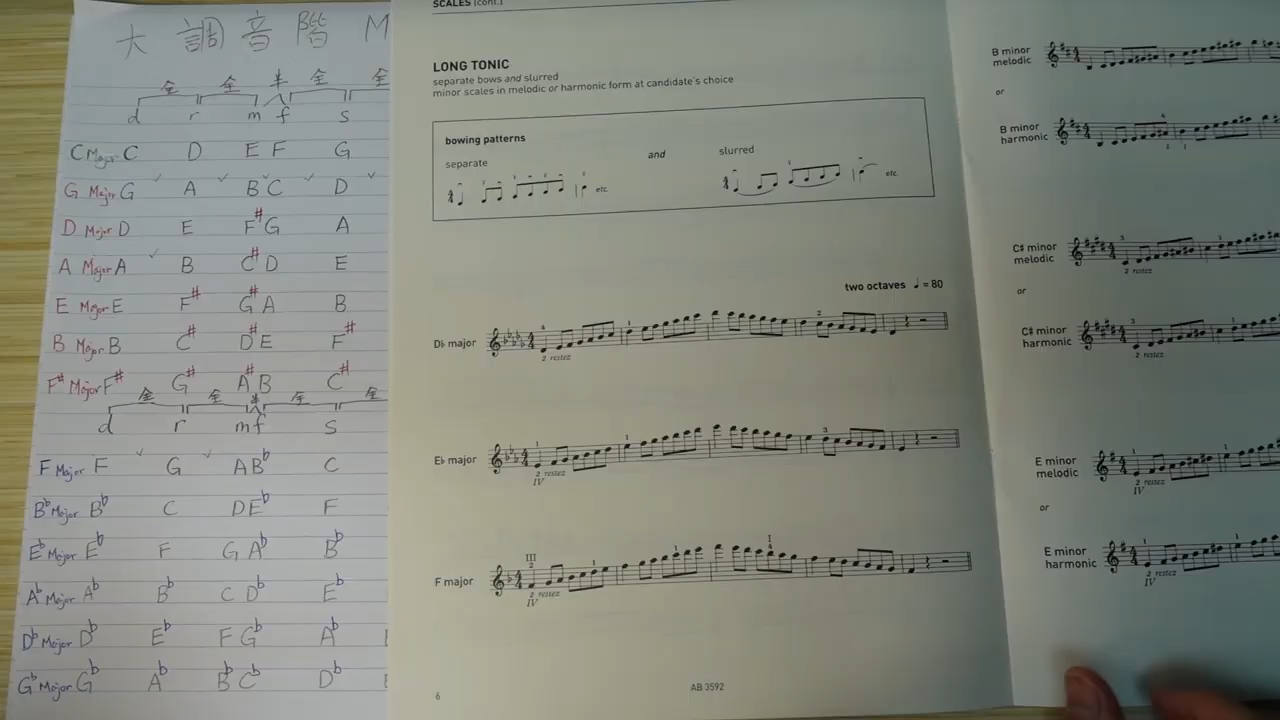 大 調 音 階 M
全 全 半 全 全
d r m f s
C Major C D E F G
G Major G A B C D
D Major D E F# G A
A Major A B C# D E
E Major E F# G# A B
B Major B C# D# E F#
F# Major F# G# A# B C#
全 全 半 全
d r m f s
F Major F G A Bb C
Bb Major Bb C D Eb F
Eb Major Eb F G Ab Bb
Ab Major Ab Bb C Db Eb
Db Major Db Eb F Gb Ab
Gb Major Gb Ab Bb Cb Db
SCALES (cont.)
LONG TONIC
separate bows and slurred
minor scales in melodic or harmonic form at candidate's choice
bowing patterns
separate and slurred
etc. etc.
two octaves ♩ = 80
D♭ major
2 restez
E♭ major
2 restez
IV
III
I
F major
2 restez
IV
6
AB 3592
B minor
melodic
or
B minor
harmonic
C# minor
melodic
2 restez
or
C# minor
harmonic
2 restez
E minor
melodic
2 restez
IV
or
E minor
harmonic
2 restez
IV